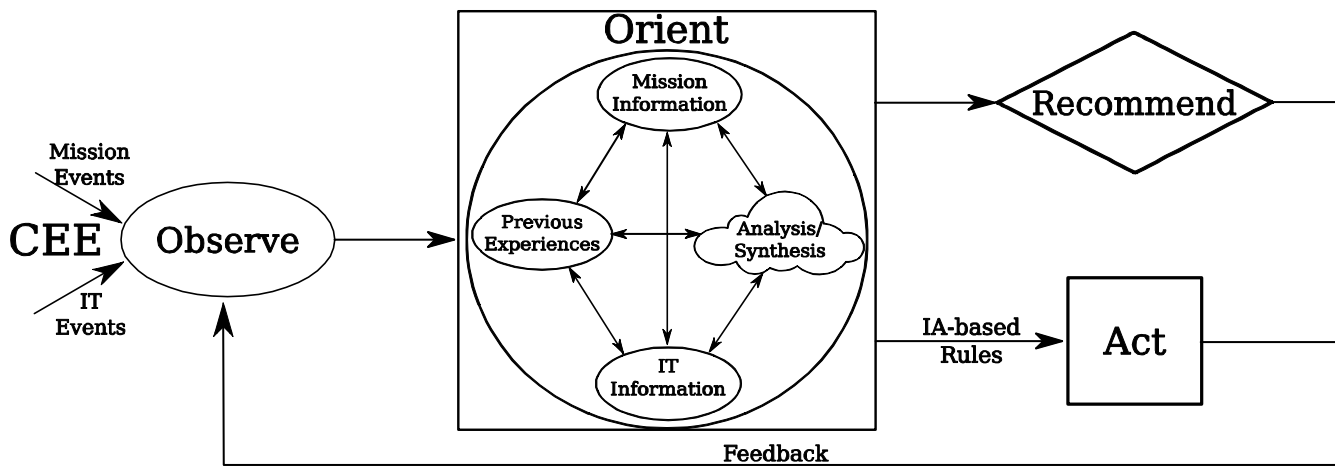 Orient
Mission
Information
Recommend
Mission
Events
CEE
Observe
Previous
Experiences
Analysis/
Synthesis
IT
Events
IA-based
Rules
Act
IT
Information
Feedback